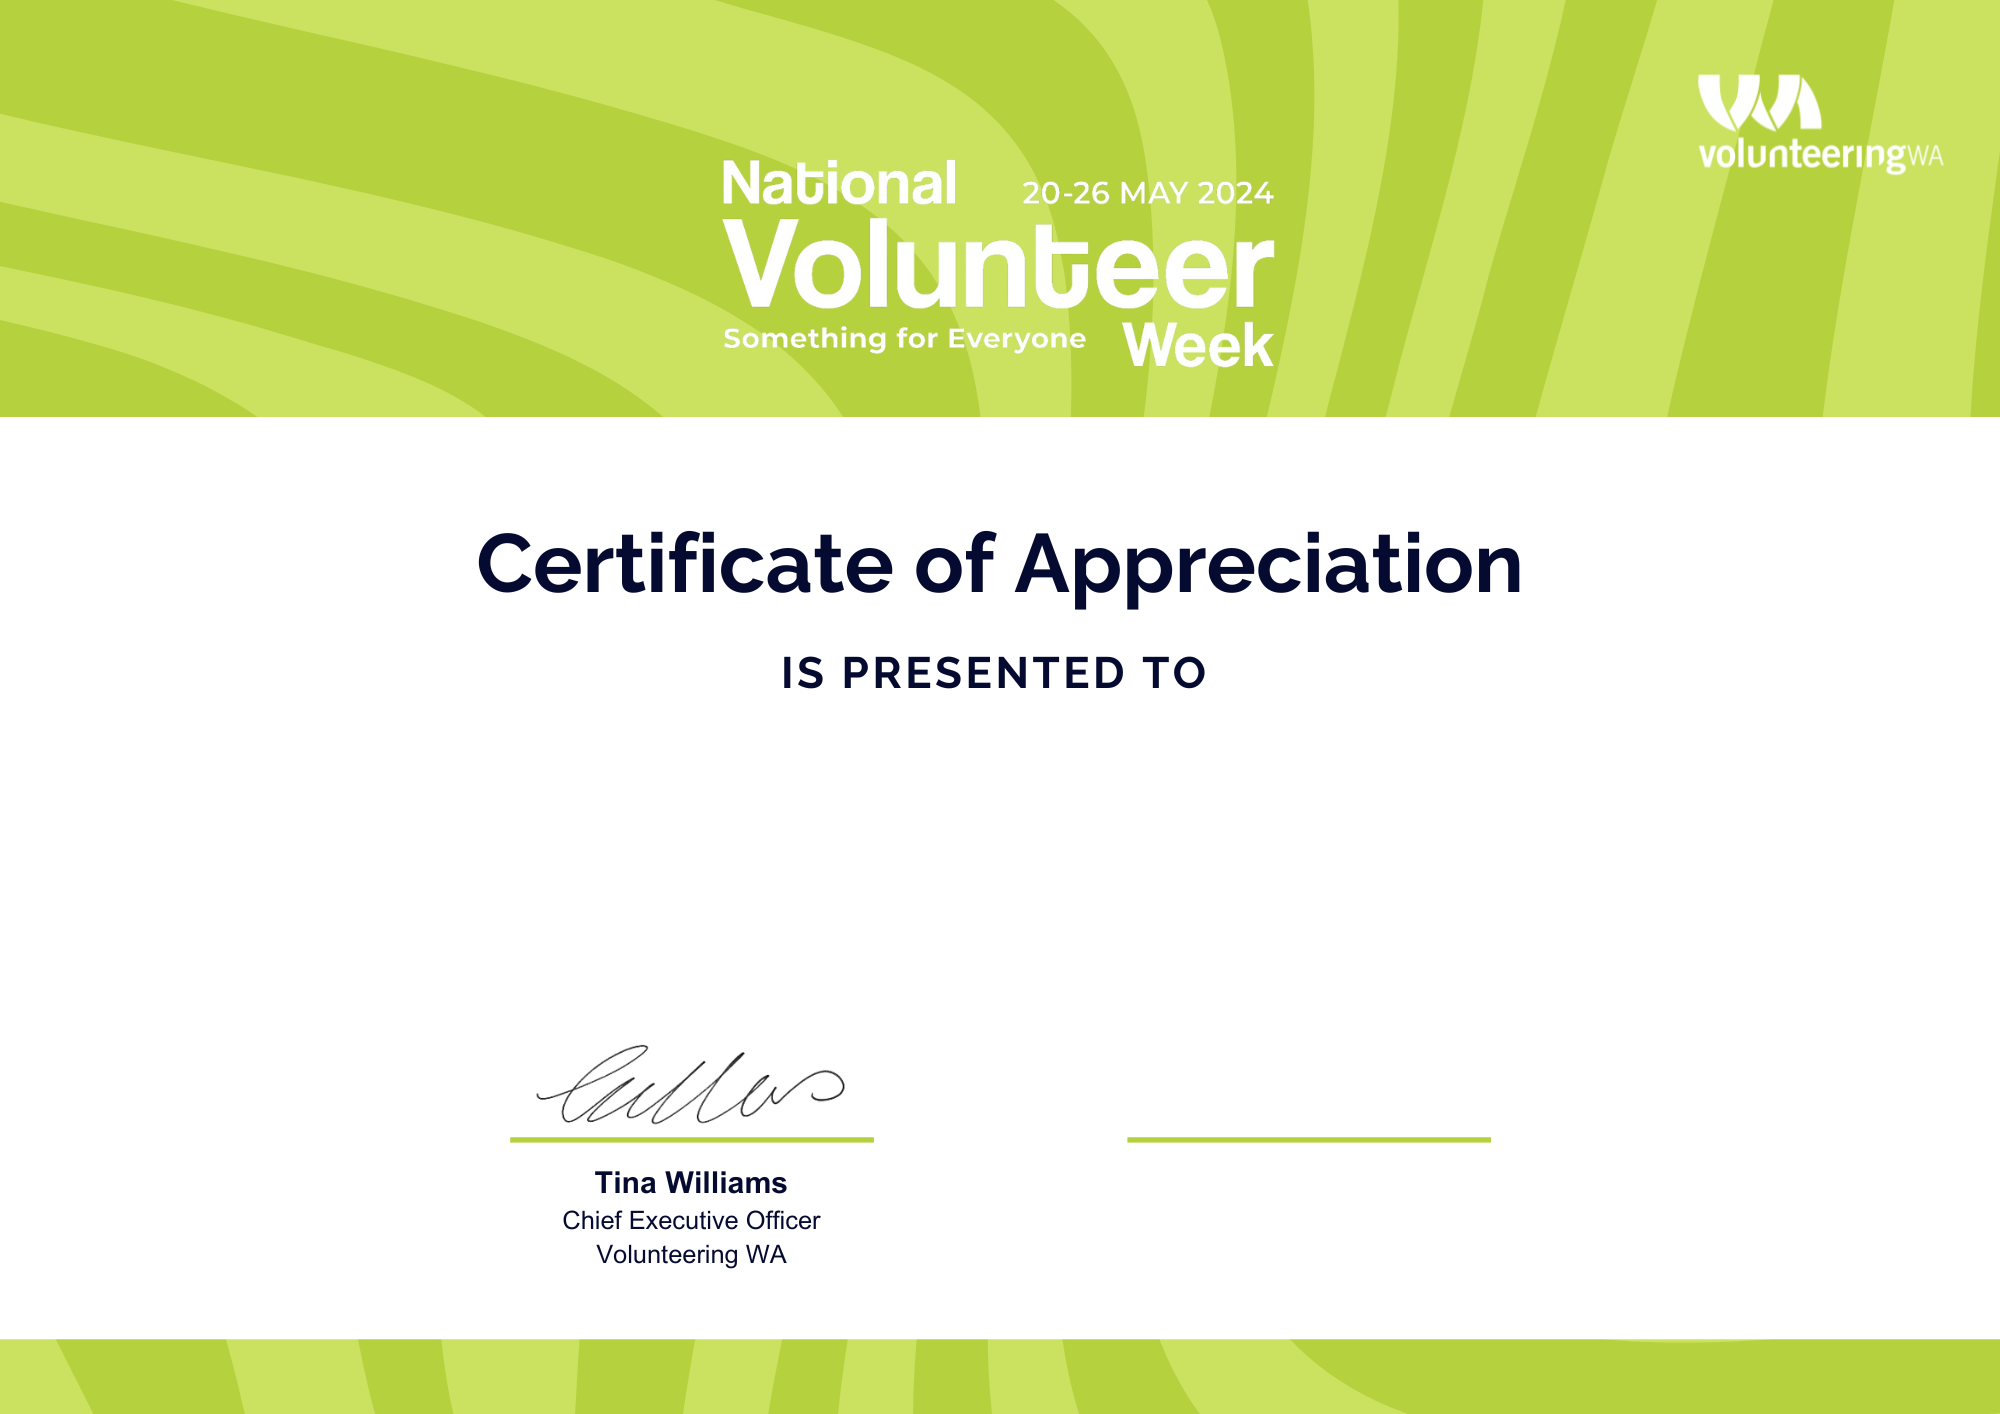 National
20-26 MAY 2024
Volunteer
Something for Everyone
Week
volunteeringWA
Certificate of Appreciation
IS PRESENTED TO
Tina Williams
Chief Executive Officer
Volunteering WA